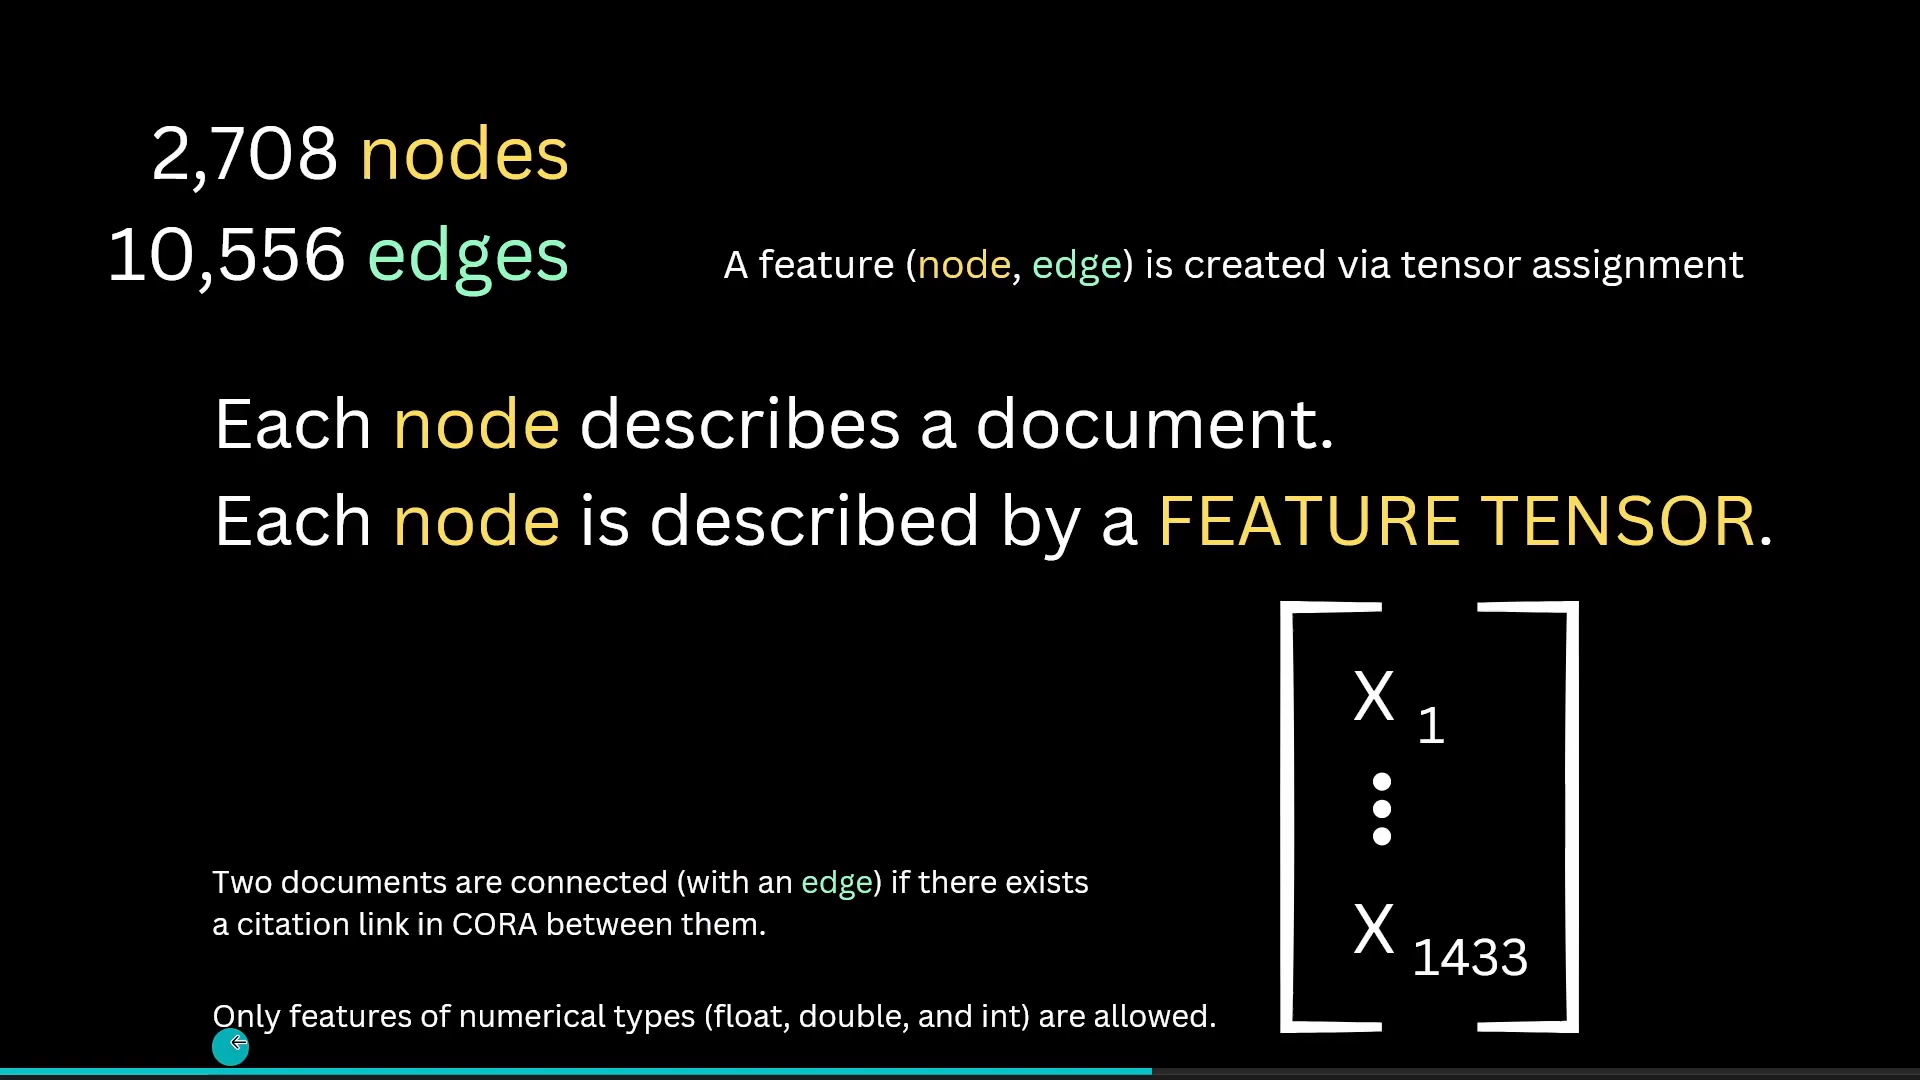 2,708 nodes
10,556 edges
A feature (node, edge) is created via tensor assignment
Each node describes a document.
Each node is described by a FEATURE TENSOR.
X 1
X 1433
Two documents are connected (with an edge) if there exists
a citation link in CORA between them.
Only features of numerical types (float, double, and int) are allowed.